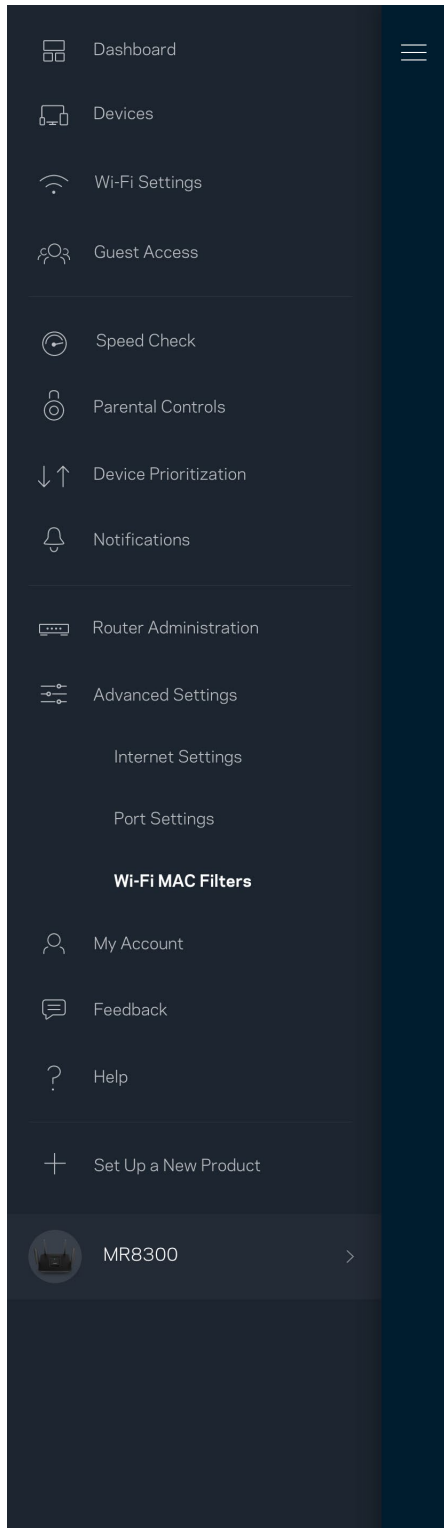 Dashboard
Devices
Wi-Fi Settings
Guest Access
Speed Check
Parental Controls
Device Prioritization
Notifications
Router Administration
Advanced Settings
Internet Settings
Port Settings
Wi-Fi MAC Filters
My Account
Feedback
Help
Set Up a New Product
MR8300